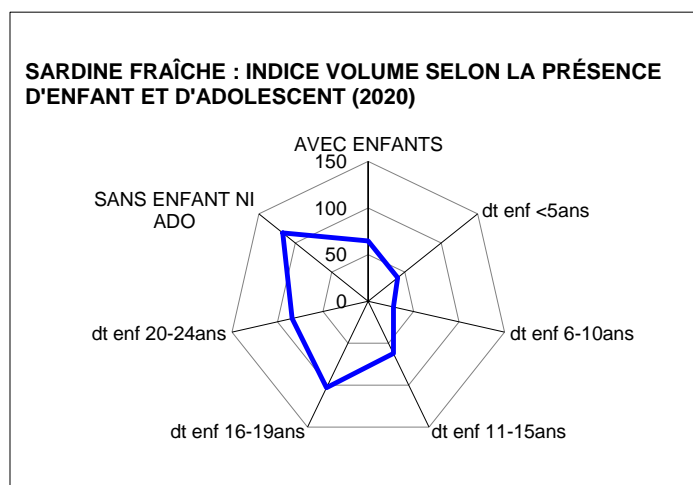 SARDINE FRAÎCHE : INDICE VOLUME SELON LA PRÉSENCE
D'ENFANT ET D'ADOLESCENT (2020)
AVEC ENFANTS
150
SANS ENFANT NI
ADO
100
dt enf <5ans
50
0
dt enf 20-24ans
dt enf 6-10ans
dt enf 16-19ans
dt enf 11-15ans